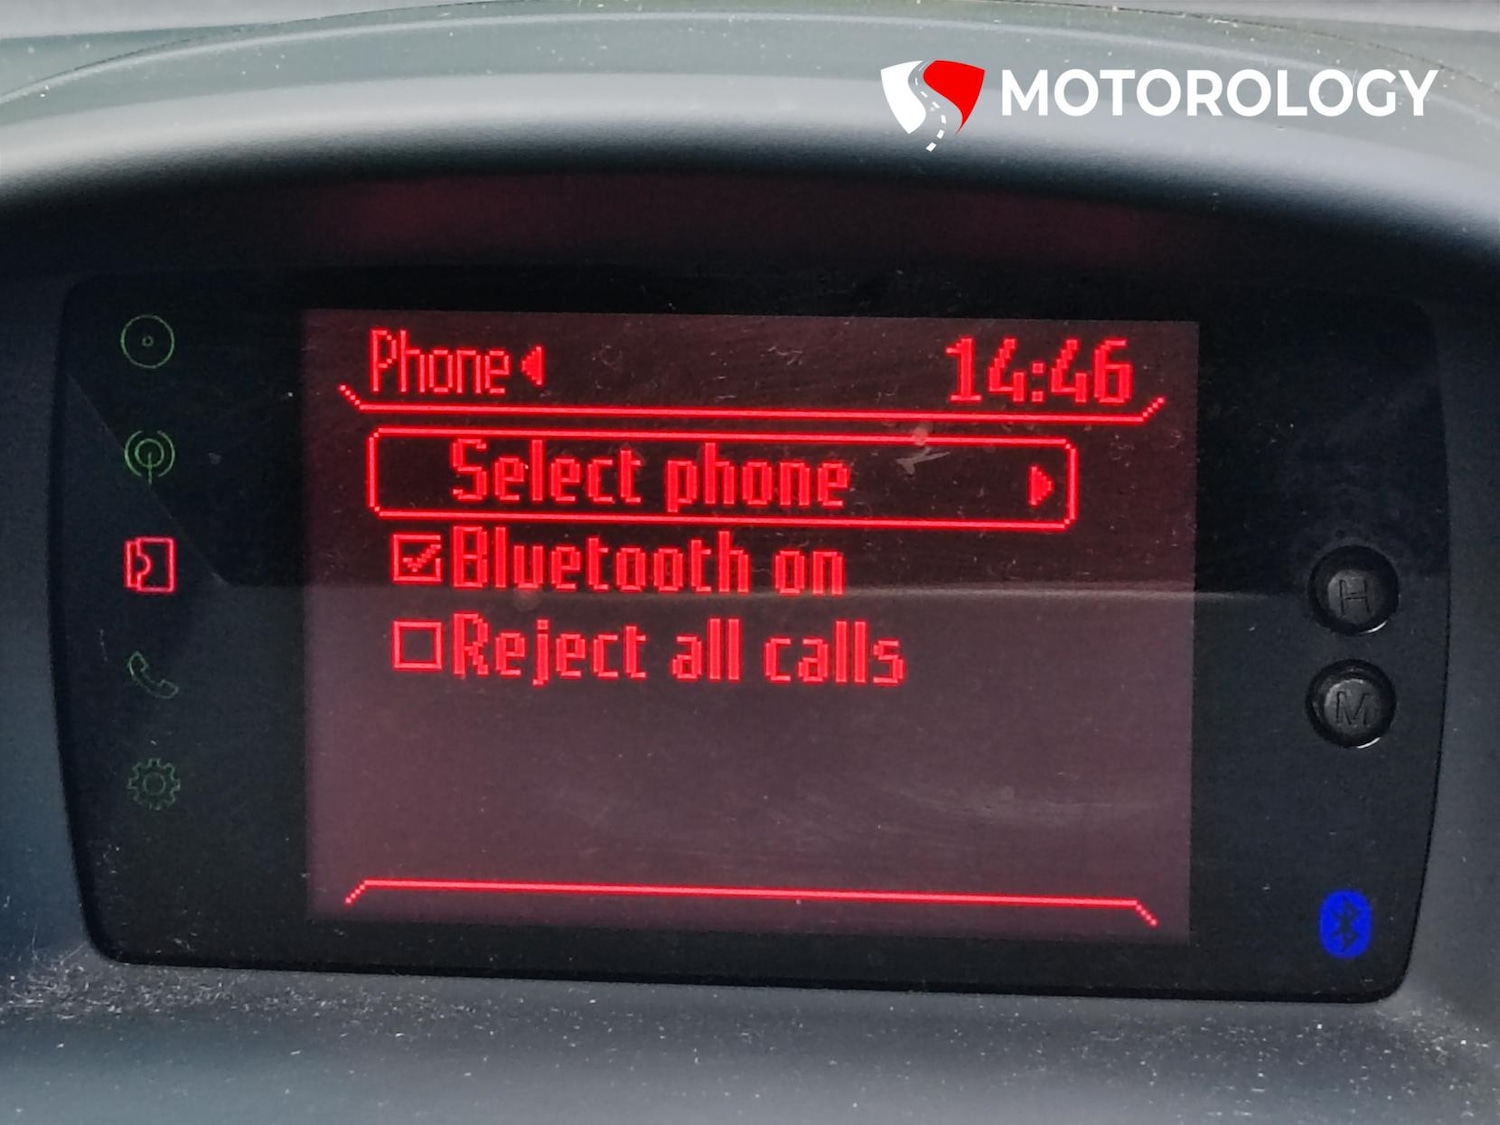 MOTOROLOGY
Phone 14:46
Select phone
Bluetooth on
Reject all calls
H
M